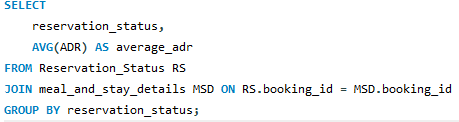 SELECT
    reservation_status,
    AVG(ADR) AS average_adr
FROM Reservation_Status RS
JOIN meal_and_stay_details MSD ON RS.booking_id = MSD.booking_id
GROUP BY reservation_status;